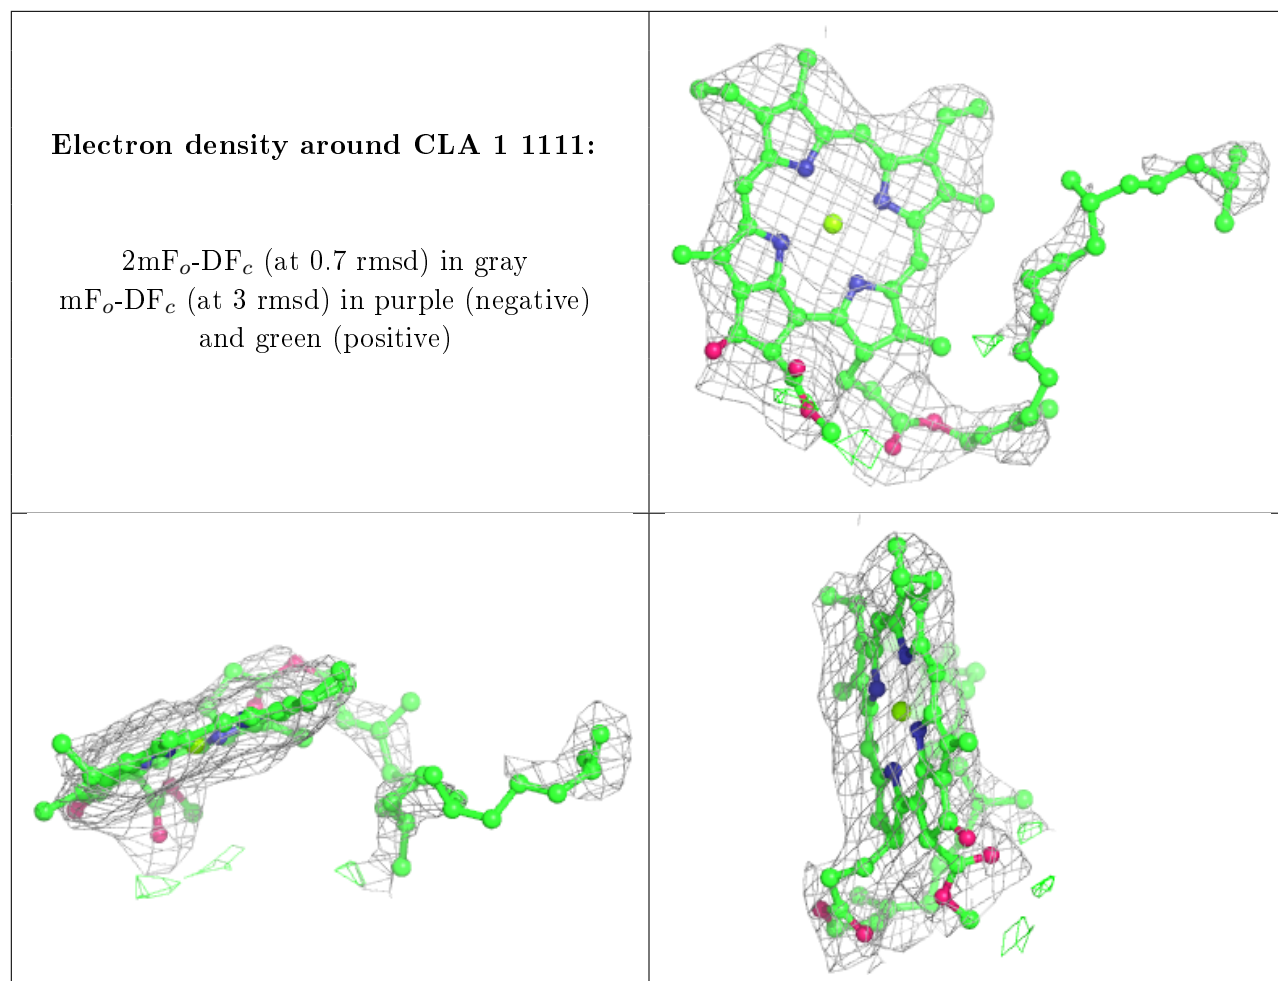 Electron density around CLA 1 1111:
2mFo-DFc (at 0.7 rmsd) in gray
mFo-DFc (at 3 rmsd) in purple (negative)
and green (positive)